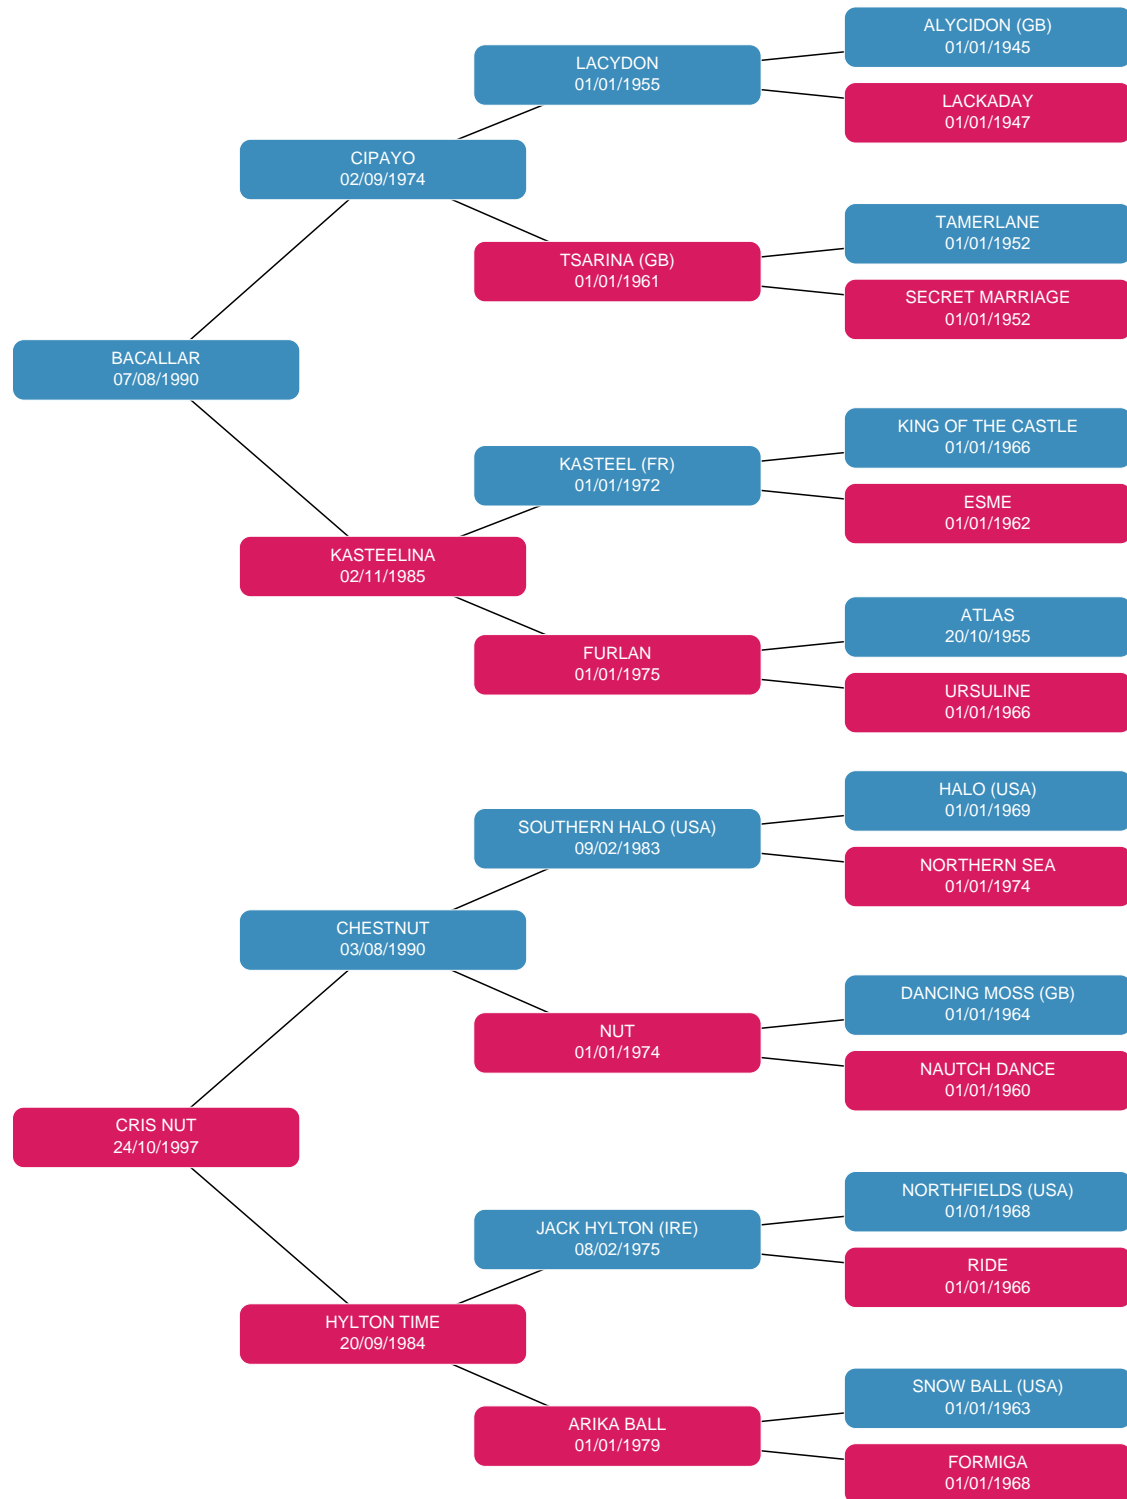 ALYCIDON (GB)
01/01/1945
LACYDON
01/01/1955
LACKADAY
01/01/1947
CIPAYO
02/09/1974
TAMERLANE
01/01/1952
TSARINA (GB)
01/01/1961
SECRET MARRIAGE
01/01/1952
BACALLAR
07/08/1990
KING OF THE CASTLE
01/01/1966
KASTEEL (FR)
01/01/1972
ESME
01/01/1962
KASTEELINA
02/11/1985
ATLAS
20/10/1955
FURLAN
01/01/1975
URSULINE
01/01/1966
HALO (USA)
01/01/1969
SOUTHERN HALO (USA)
09/02/1983
NORTHERN SEA
01/01/1974
CHESTNUT
03/08/1990
DANCING MOSS (GB)
01/01/1964
NUT
01/01/1974
NAUTCH DANCE
01/01/1960
CRIS NUT
24/10/1997
NORTHFIELDS (USA)
01/01/1968
JACK HYLTON (IRE)
08/02/1975
RIDE
01/01/1966
HYLTON TIME
20/09/1984
SNOW BALL (USA)
01/01/1963
ARIKA BALL
01/01/1979
FORMIGA
01/01/1968